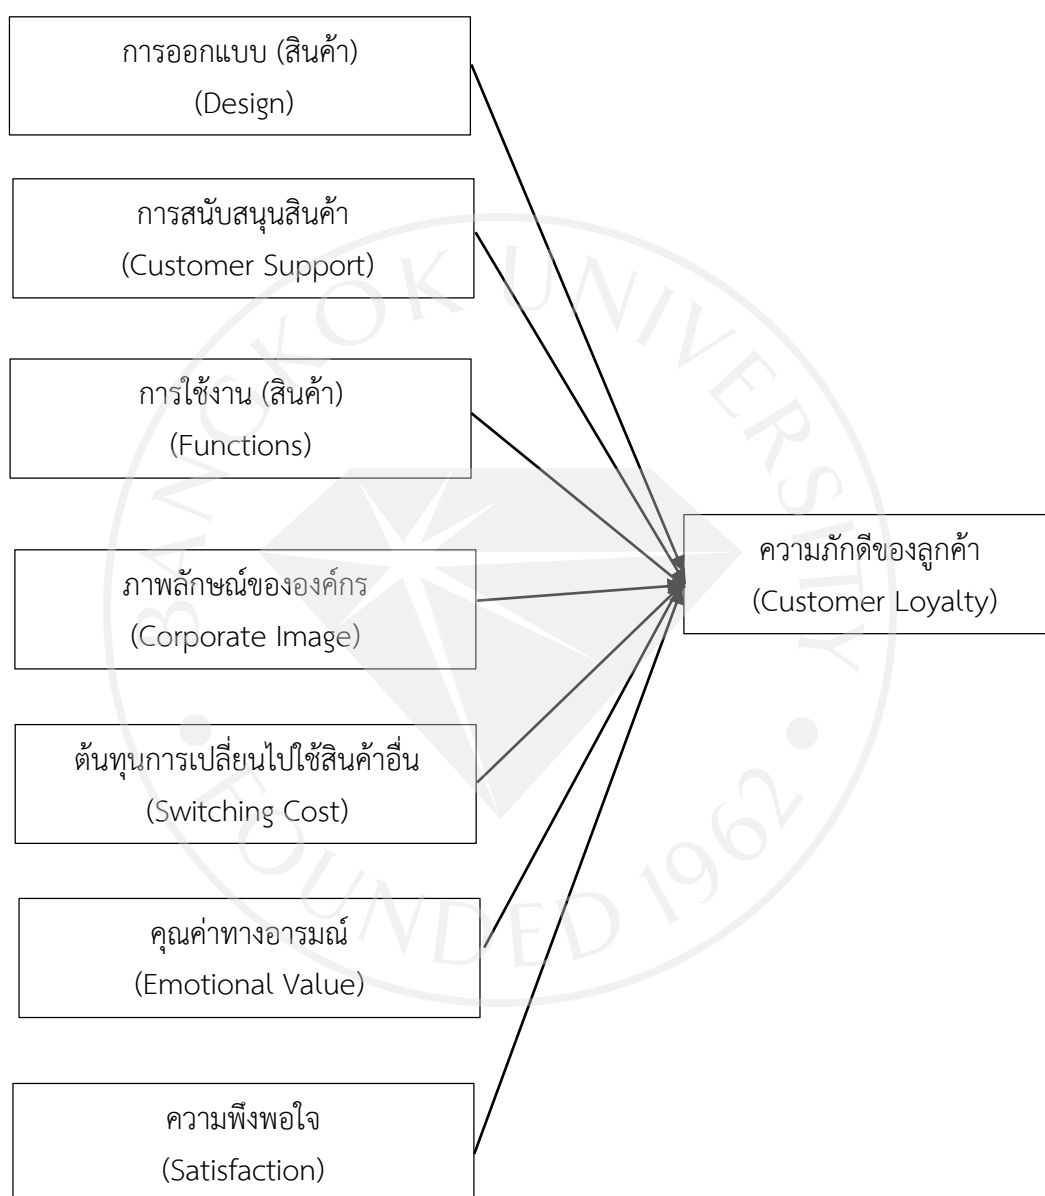 การออกแบบ (สินค้า)
(Design)
การสนับสนุนสินค้า
(Customer Support)
การใช้งาน (สินค้า)
(Functions)
ภาพลักษณ์ขององค์กร
(Corporate Image)
ต้นทุนการเปลี่ยนไปใช้สินค้าอื่น
(Switching Cost)
คุณค่าทางอารมณ์
(Emotional Value)
ความพึงพอใจ
(Satisfaction)
ความภักดีของลูกค้า
(Customer Loyalty)
BANGKOK UNIVERSITY
FOUNDED 1962